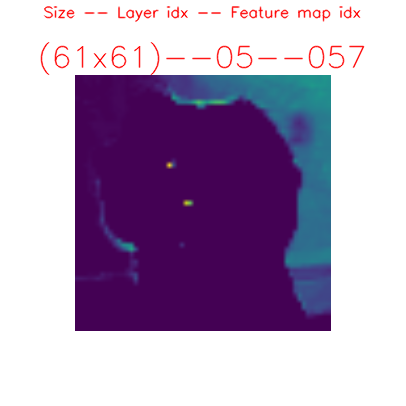 Size -- Layer idx -- Feature map idx
(61x61)--05--057